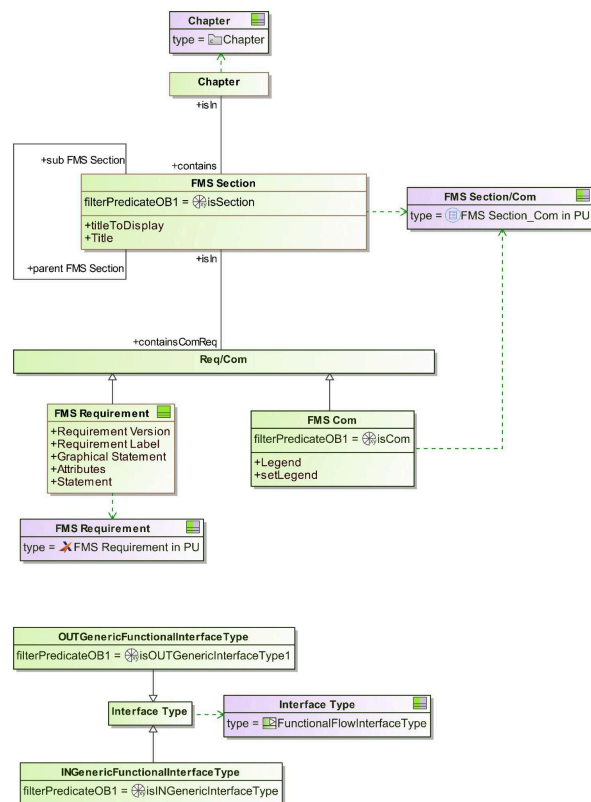 Chapter
type = Chapter
Chapter
+isIn
+sub FMS Section
+contains
FMS Section
filterPredicateOB1 = isSection
+titleToDisplay
+Title
FMS Section/Com
type = FMS Section_Com in PU
+parent FMS Section
+isIn
+containsComReq
Req/Com
FMS Requirement
+Requirement Version
+Requirement Label
+Graphical Statement
+Attributes
+Statement
FMS Com
filterPredicateOB1 = isCom
+Legend
+setLegend
FMS Requirement
type = FMS Requirement in PU
OUTGenericFunctionalInterfaceType
filterPredicateOB1 = isOUTGenericInterfaceType1
Interface Type
Interface Type
type = FunctionalFlowInterfaceType
INGenericFunctionalInterfaceType
filterPredicateOB1 = isINGenericInterfaceType